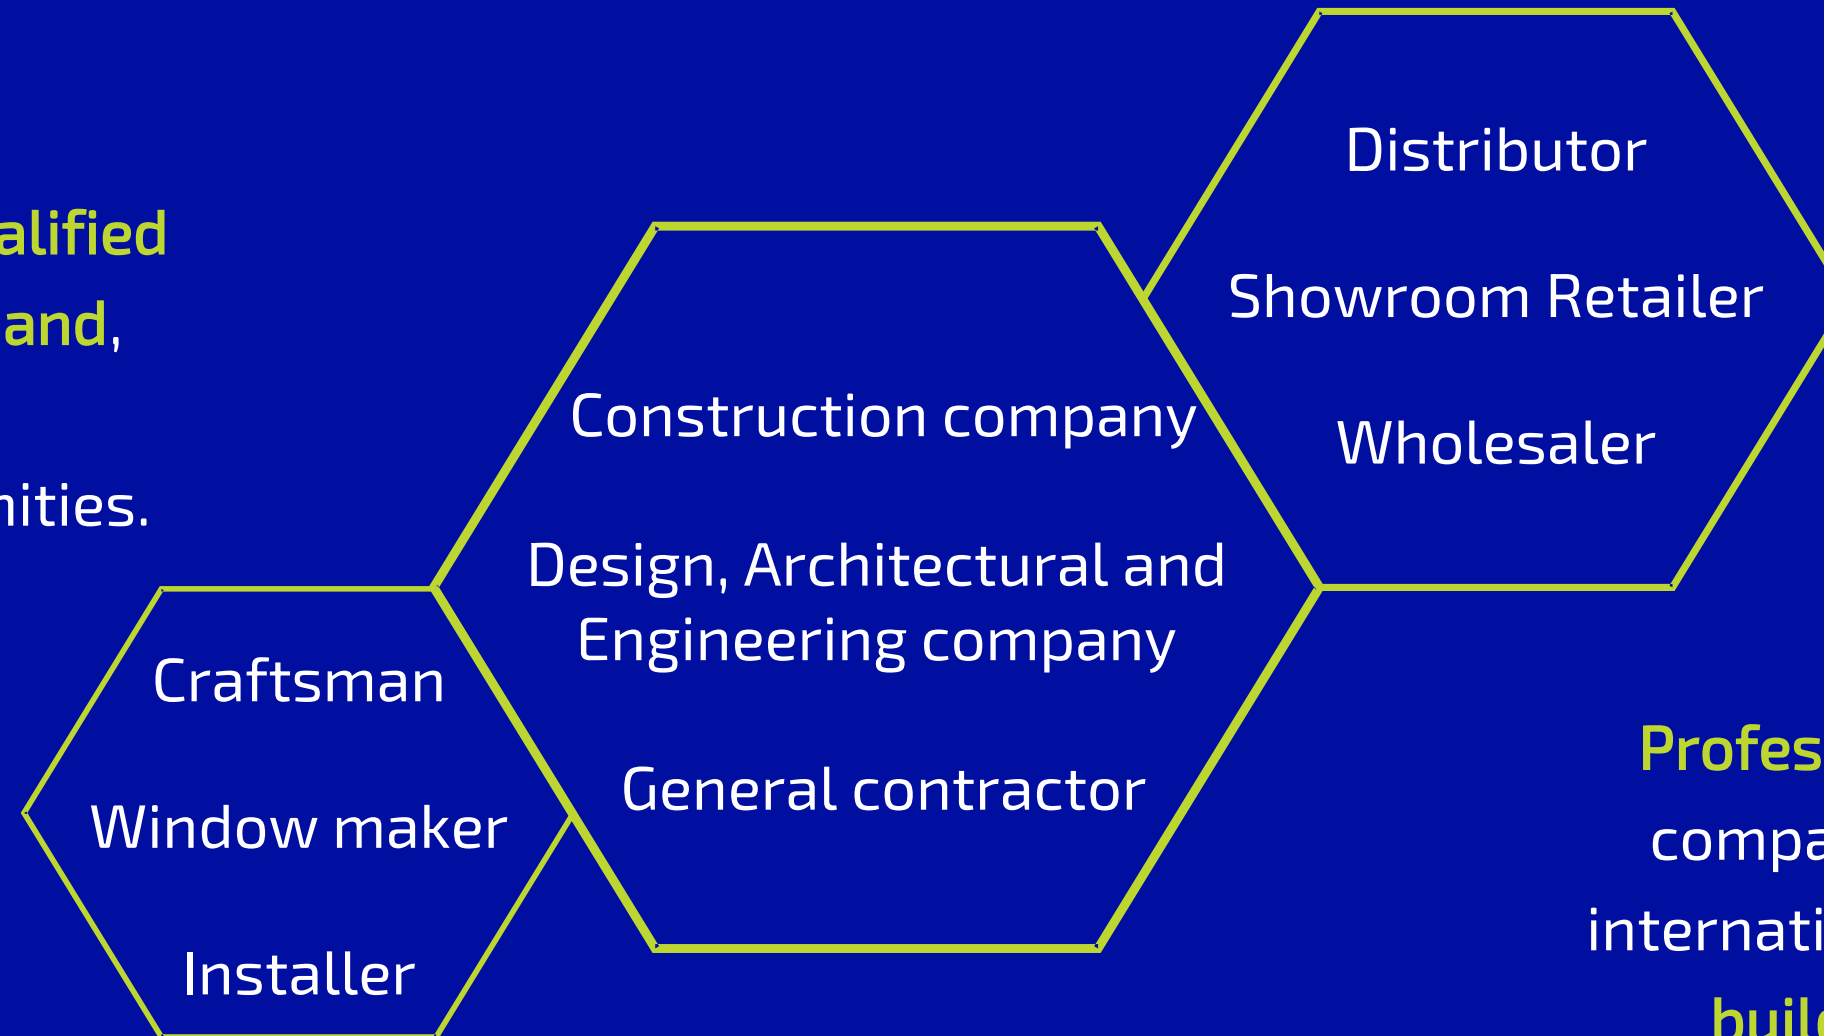 alified
and,
nities.
Craftsman
Window maker
Installer
Construction company
Design, Architectural and
Engineering company
General contractor
Distributor
Showroom Retailer
Wholesaler
Profes
compa
internati
build